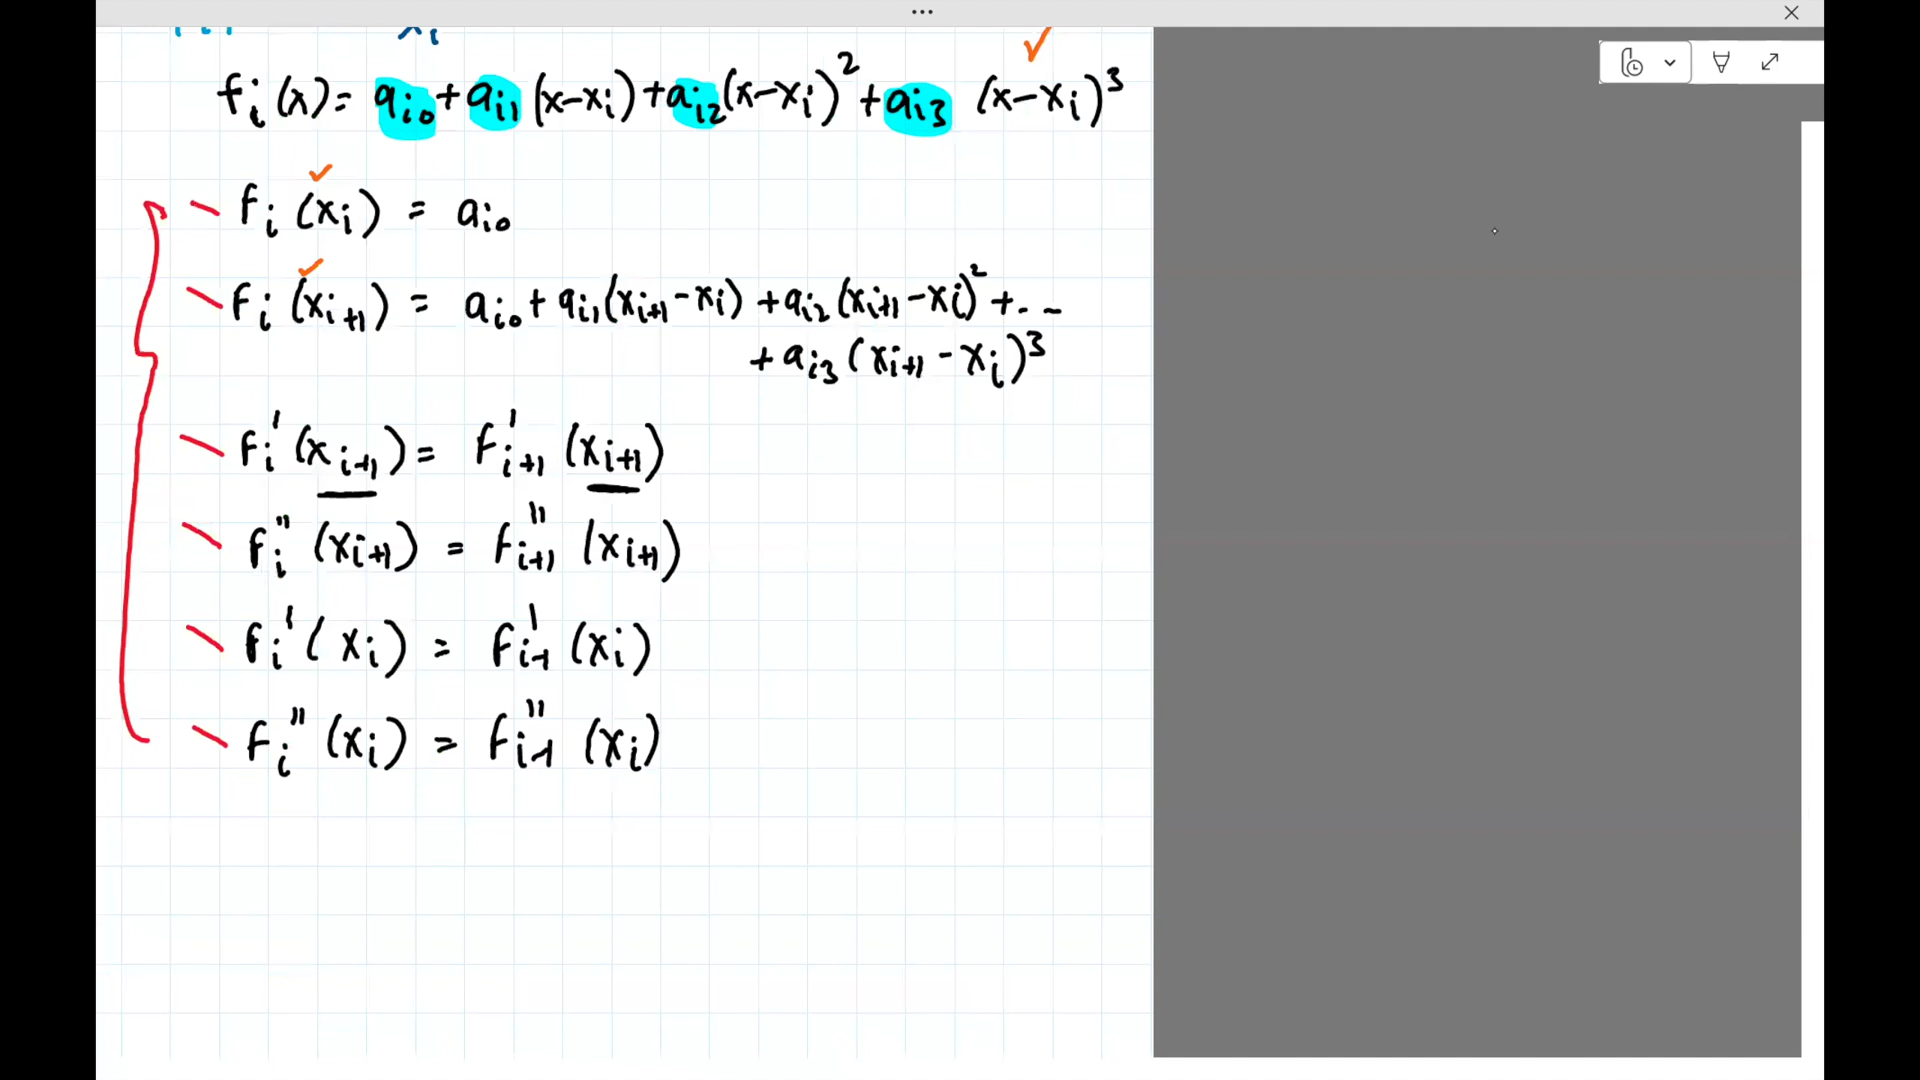 fᵢ(x) = aᵢ₀ + aᵢ₁ (x-xᵢ) + aᵢ₂ (x-xᵢ)² + aᵢ₃ (x-xᵢ)³
fᵢ (xᵢ) = aᵢ₀
fᵢ (xᵢ₊₁) = aᵢ₀ + aᵢ₁(xᵢ₊₁ - xᵢ) + aᵢ₂ (xᵢ₊₁ - xᵢ)² + ...
+ aᵢ₃ (xᵢ₊₁ - xᵢ)³
fᵢ' (xᵢ₊₁) = f'ᵢ₊₁ (xᵢ₊₁)
fᵢ" (xᵢ₊₁) = f"ᵢ₊₁ (xᵢ₊₁)
fᵢ' (xᵢ) = f'ᵢ₋₁ (xᵢ)
fᵢ" (xᵢ) = f"ᵢ₋₁ (xᵢ)